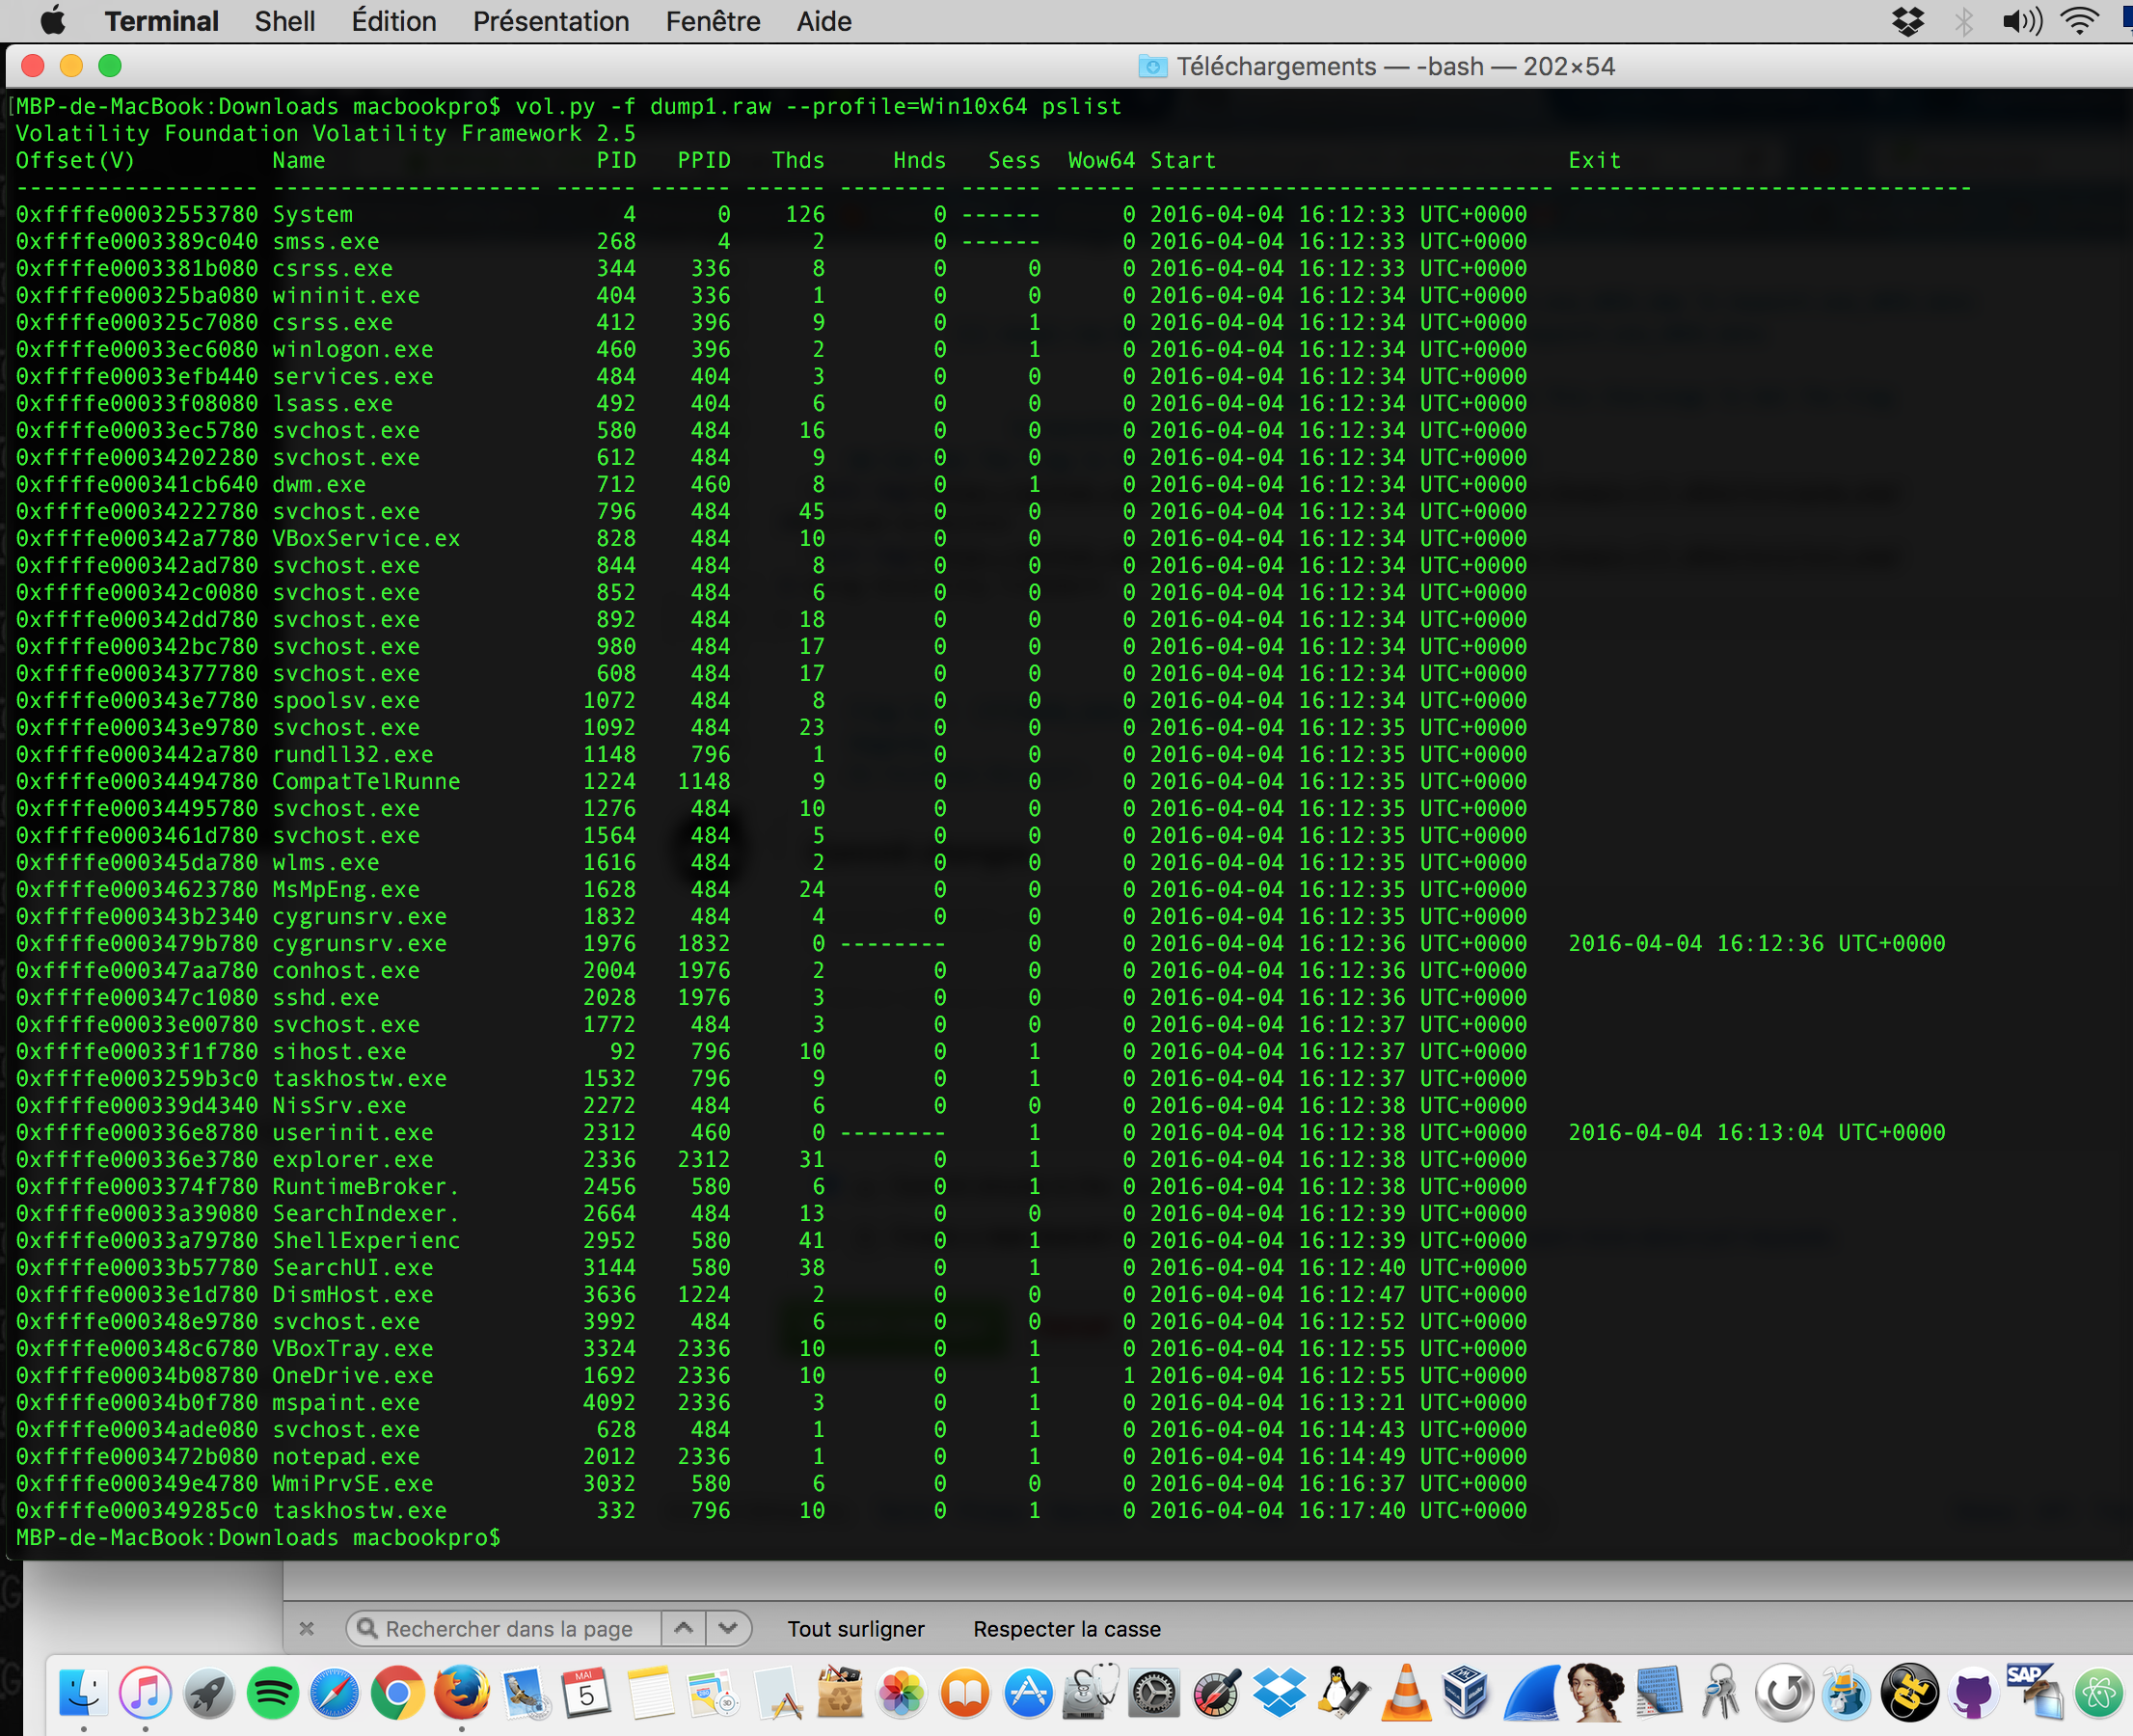 Terminal Shell Édition Présentation Fenêtre Aide
Téléchargements — -bash — 202×54
[MBP-de-MacBook:Downloads macbookpro$ vol.py -f dump1.raw --profile=Win10x64 pslist
Volatility Foundation Volatility Framework 2.5
Offset(V) Name PID PPID Thds Hnds Sess Wow64 Start Exit
------------------ -------------------- ------ ------ ------ -------- ------ ------ ------------------------------ ------------------------------
0xffffe00032553780 System 4 0 126 0 ------ 0 2016-04-04 16:12:33 UTC+0000
0xffffe0003389c040 smss.exe 268 4 2 0 ------ 0 2016-04-04 16:12:33 UTC+0000
0xffffe0003381b080 csrss.exe 344 336 8 0 0 0 2016-04-04 16:12:33 UTC+0000
0xffffe000325ba080 wininit.exe 404 336 1 0 0 0 2016-04-04 16:12:34 UTC+0000
0xffffe000325c7080 csrss.exe 412 396 9 0 1 0 2016-04-04 16:12:34 UTC+0000
0xffffe00033ec6080 winlogon.exe 460 396 2 0 1 0 2016-04-04 16:12:34 UTC+0000
0xffffe00033efb440 services.exe 484 404 3 0 0 0 2016-04-04 16:12:34 UTC+0000
0xffffe00033f08080 lsass.exe 492 404 6 0 0 0 2016-04-04 16:12:34 UTC+0000
0xffffe00033ec5780 svchost.exe 580 484 16 0 0 0 2016-04-04 16:12:34 UTC+0000
0xffffe00034202280 svchost.exe 612 484 9 0 0 0 2016-04-04 16:12:34 UTC+0000
0xffffe000341cb640 dwm.exe 712 460 8 0 1 0 2016-04-04 16:12:34 UTC+0000
0xffffe00034222780 svchost.exe 796 484 45 0 0 0 2016-04-04 16:12:34 UTC+0000
0xffffe000342a7780 VBoxService.ex 828 484 10 0 0 0 2016-04-04 16:12:34 UTC+0000
0xffffe000342ad780 svchost.exe 844 484 8 0 0 0 2016-04-04 16:12:34 UTC+0000
0xffffe000342c0080 svchost.exe 852 484 6 0 0 0 2016-04-04 16:12:34 UTC+0000
0xffffe000342dd780 svchost.exe 892 484 18 0 0 0 2016-04-04 16:12:34 UTC+0000
0xffffe000342bc780 svchost.exe 980 484 17 0 0 0 2016-04-04 16:12:34 UTC+0000
0xffffe00034377780 svchost.exe 608 484 17 0 0 0 2016-04-04 16:12:34 UTC+0000
0xffffe000343e7780 spoolsv.exe 1072 484 8 0 0 0 2016-04-04 16:12:34 UTC+0000
0xffffe000343e9780 svchost.exe 1092 484 23 0 0 0 2016-04-04 16:12:35 UTC+0000
0xffffe0003442a780 rundll32.exe 1148 796 1 0 0 0 2016-04-04 16:12:35 UTC+0000
0xffffe00034494780 CompatTelRunne 1224 1148 9 0 0 0 2016-04-04 16:12:35 UTC+0000
0xffffe00034495780 svchost.exe 1276 484 10 0 0 0 2016-04-04 16:12:35 UTC+0000
0xffffe0003461d780 svchost.exe 1564 484 5 0 0 0 2016-04-04 16:12:35 UTC+0000
0xffffe000345da780 wlms.exe 1616 484 2 0 0 0 2016-04-04 16:12:35 UTC+0000
0xffffe00034623780 MsMpEng.exe 1628 484 24 0 0 0 2016-04-04 16:12:35 UTC+0000
0xffffe000343b2340 cygrunsrv.exe 1832 484 4 0 0 0 2016-04-04 16:12:35 UTC+0000
0xffffe0003479b780 cygrunsrv.exe 1976 1832 0 -------- 0 0 2016-04-04 16:12:36 UTC+0000 2016-04-04 16:12:36 UTC+0000
0xffffe000347aa780 conhost.exe 2004 1976 2 0 0 0 2016-04-04 16:12:36 UTC+0000
0xffffe000347c1080 sshd.exe 2028 1976 3 0 0 0 2016-04-04 16:12:36 UTC+0000
0xffffe00033e00780 svchost.exe 1772 484 3 0 0 0 2016-04-04 16:12:37 UTC+0000
0xffffe00033f1f780 sihost.exe 92 796 10 0 1 0 2016-04-04 16:12:37 UTC+0000
0xffffe0003259b3c0 taskhostw.exe 1532 796 9 0 1 0 2016-04-04 16:12:37 UTC+0000
0xffffe000339d4340 NisSrv.exe 2272 484 6 0 0 0 2016-04-04 16:12:38 UTC+0000
0xffffe000336e8780 userinit.exe 2312 460 0 -------- 1 0 2016-04-04 16:12:38 UTC+0000 2016-04-04 16:13:04 UTC+0000
0xffffe000336e3780 explorer.exe 2336 2312 31 0 1 0 2016-04-04 16:12:38 UTC+0000
0xffffe0003374f780 RuntimeBroker. 2456 580 6 0 1 0 2016-04-04 16:12:38 UTC+0000
0xffffe00033a39080 SearchIndexer. 2664 484 13 0 0 0 2016-04-04 16:12:39 UTC+0000
0xffffe00033a79780 ShellExperienc 2952 580 41 0 1 0 2016-04-04 16:12:39 UTC+0000
0xffffe00033b57780 SearchUI.exe 3144 580 38 0 1 0 2016-04-04 16:12:40 UTC+0000
0xffffe00033e1d780 DismHost.exe 3636 1224 2 0 0 0 2016-04-04 16:12:47 UTC+0000
0xffffe000348e9780 svchost.exe 3992 484 6 0 0 0 2016-04-04 16:12:52 UTC+0000
0xffffe000348c6780 VBoxTray.exe 3324 2336 10 0 1 0 2016-04-04 16:12:55 UTC+0000
0xffffe00034b08780 OneDrive.exe 1692 2336 10 0 1 1 2016-04-04 16:12:55 UTC+0000
0xffffe00034b0f780 mspaint.exe 4092 2336 3 0 1 0 2016-04-04 16:13:21 UTC+0000
0xffffe00034ade080 svchost.exe 628 484 1 0 1 0 2016-04-04 16:14:43 UTC+0000
0xffffe0003472b080 notepad.exe 2012 2336 1 0 1 0 2016-04-04 16:14:49 UTC+0000
0xffffe000349e4780 WmiPrvSE.exe 3032 580 6 0 0 0 2016-04-04 16:16:37 UTC+0000
0xffffe000349285c0 taskhostw.exe 332 796 10 0 1 0 2016-04-04 16:17:40 UTC+0000
MBP-de-MacBook:Downloads macbookpro$
Rechercher dans la page Tout surligner Respecter la casse
MAI
5
SAP